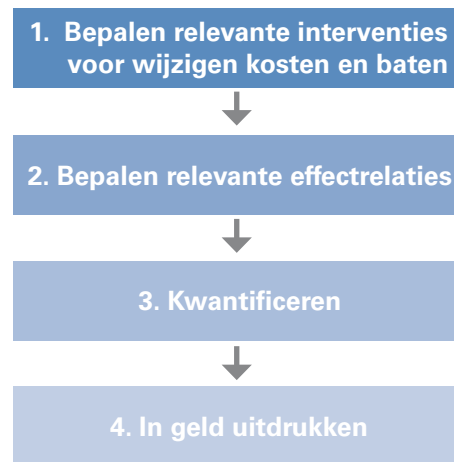 1. Bepalen relevante interventies
voor wijzigen kosten en baten
2. Bepalen relevante effectrelaties
3. Kwantificeren
4. In geld uitdrukken